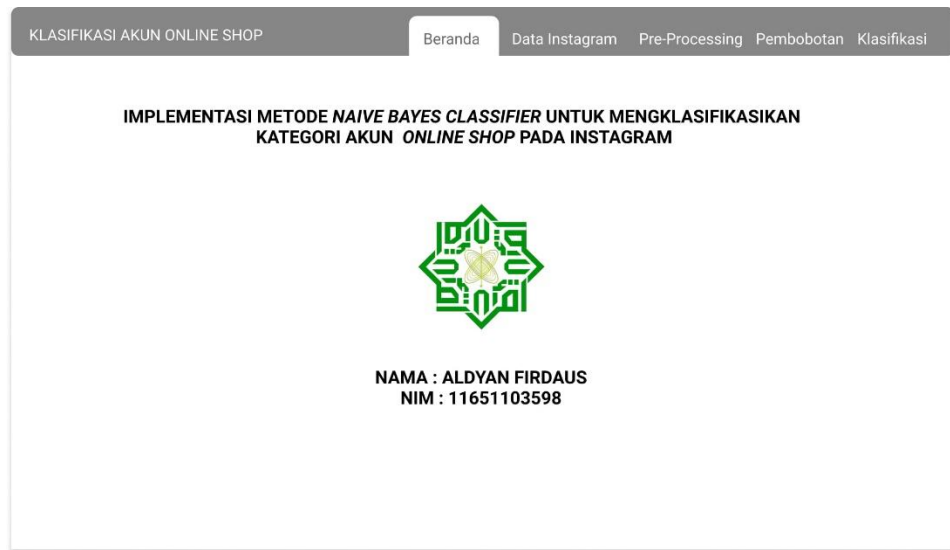 KLASIFIKASI AKUN ONLINE SHOP
Beranda
Data Instagram
Pre-Processing
Pembobotan
Klasifikasi
IMPLEMENTASI METODE NAIVE BAYES CLASSIFIER UNTUK MENGKLASIFIKASIKAN
KATEGORI AKUN ONLINE SHOP PADA INSTAGRAM
NAMA : ALDYAN FIRDAUS
NIM : 11651103598